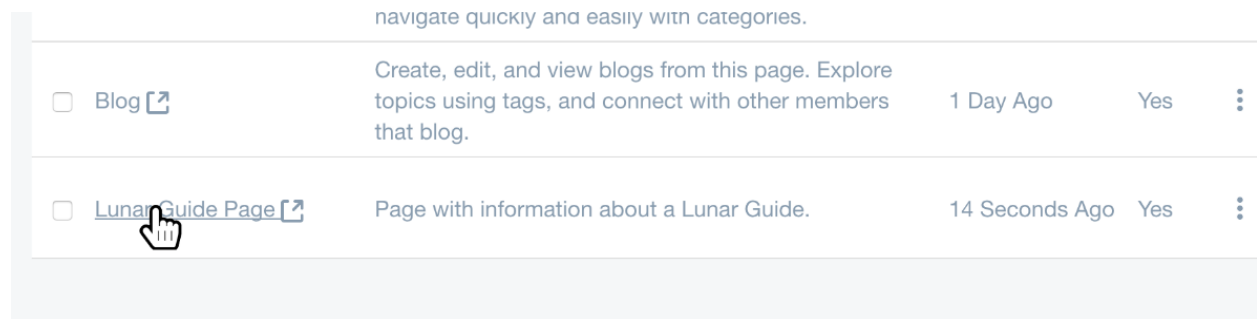 navigate quickly and easily with categories.
Blog
Create, edit, and view blogs from this page. Explore
topics using tags, and connect with other members
that blog.
1 Day Ago
Yes
Lunar Guide Page
Page with information about a Lunar Guide.
14 Seconds Ago
Yes